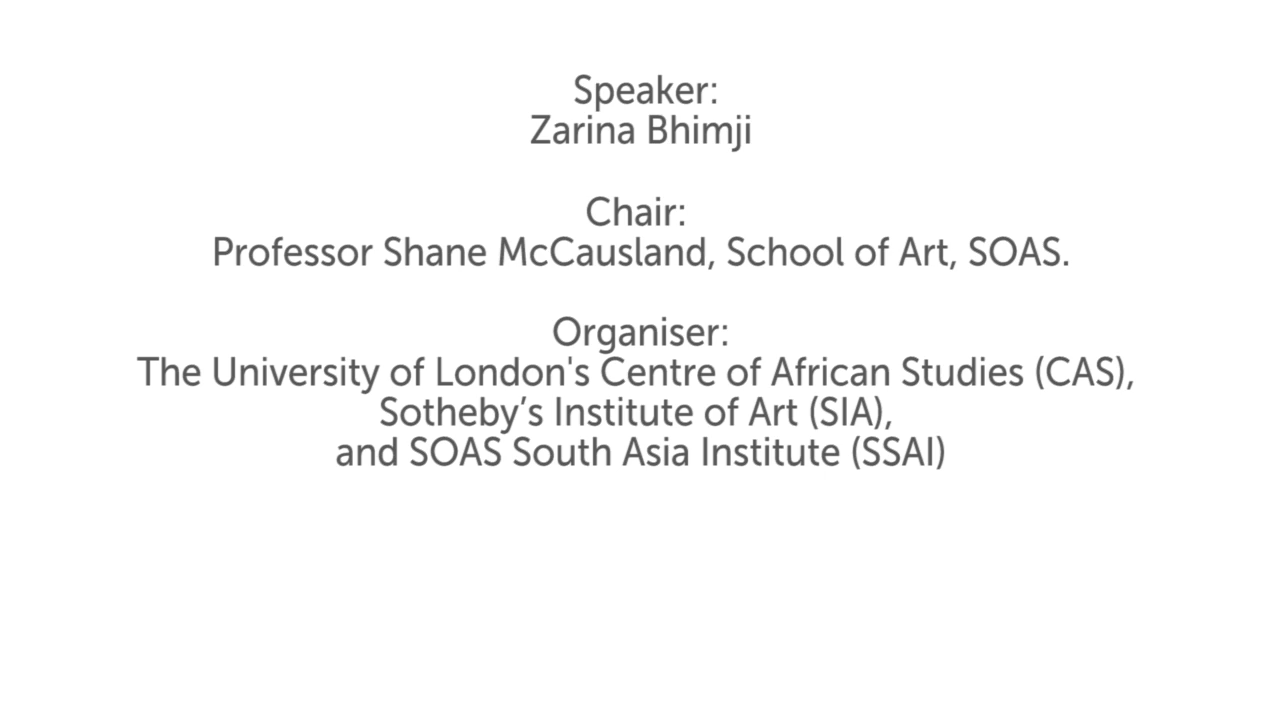 Speaker:
Zarina Bhimji
Chair:
Professor Shane McCausland, School of Art, SOAS.
Organiser:
The University of London's Centre of African Studies (CAS),
Sotheby’s Institute of Art (SIA),
and SOAS South Asia Institute (SSAI)